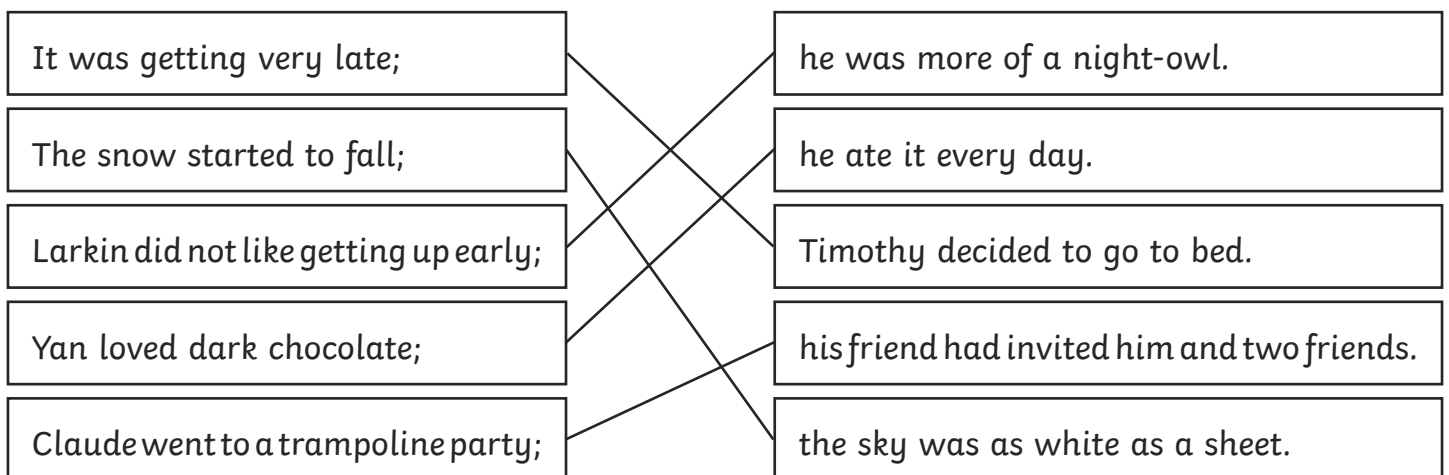 It was getting very late;
he was more of a night-owl.
The snow started to fall;
he ate it every day.
Larkin did not like getting up early;
Timothy decided to go to bed.
Yan loved dark chocolate;
his friend had invited him and two friends.
Claude went to a trampoline party;
the sky was as white as a sheet.